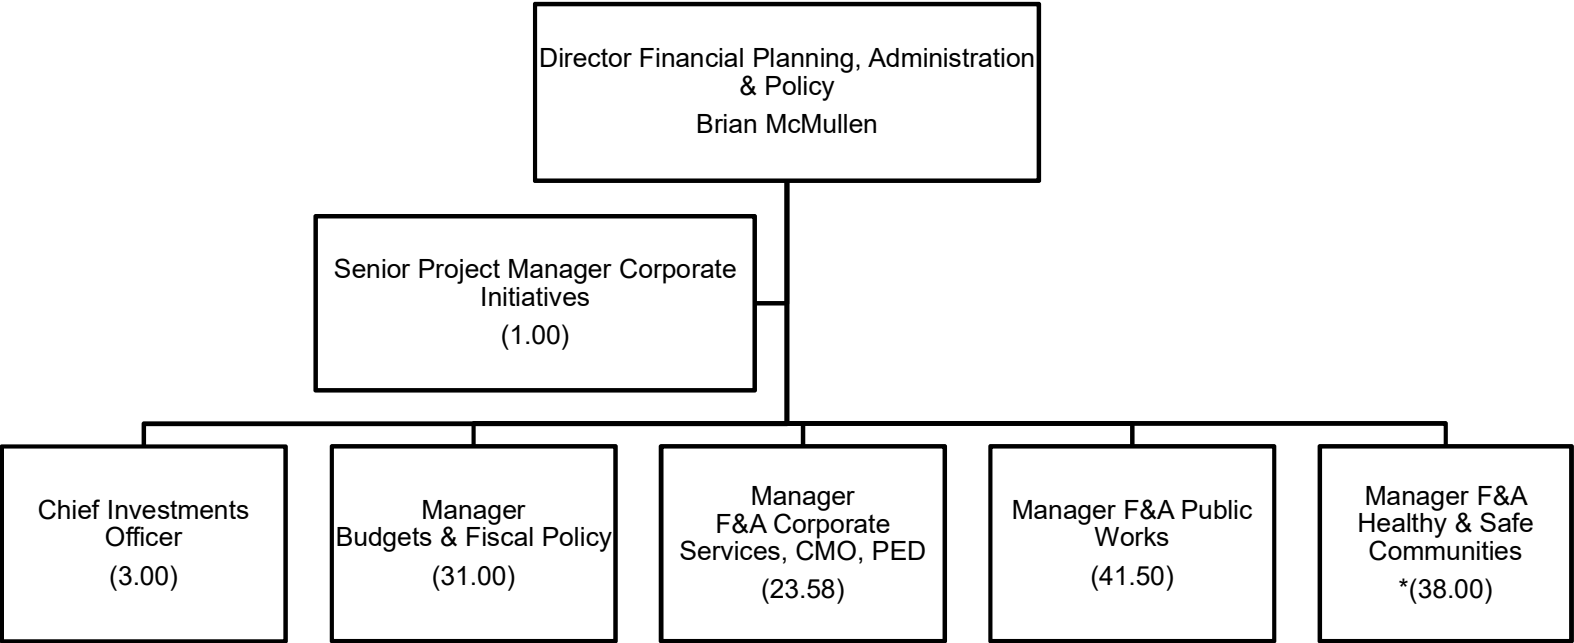 Director Financial Planning, Administration
& Policy
Brian McMullen
Senior Project Manager Corporate
Initiatives
(1.00)
Chief Investments
Officer
(3.00)
Manager
Budgets & Fiscal Policy
(31.00)
Manager
F&A Corporate
Services, CMO, PED
(23.58)
Manager F&A Public
Works
(41.50)
Manager F&A
Healthy & Safe
Communities
*(38.00)